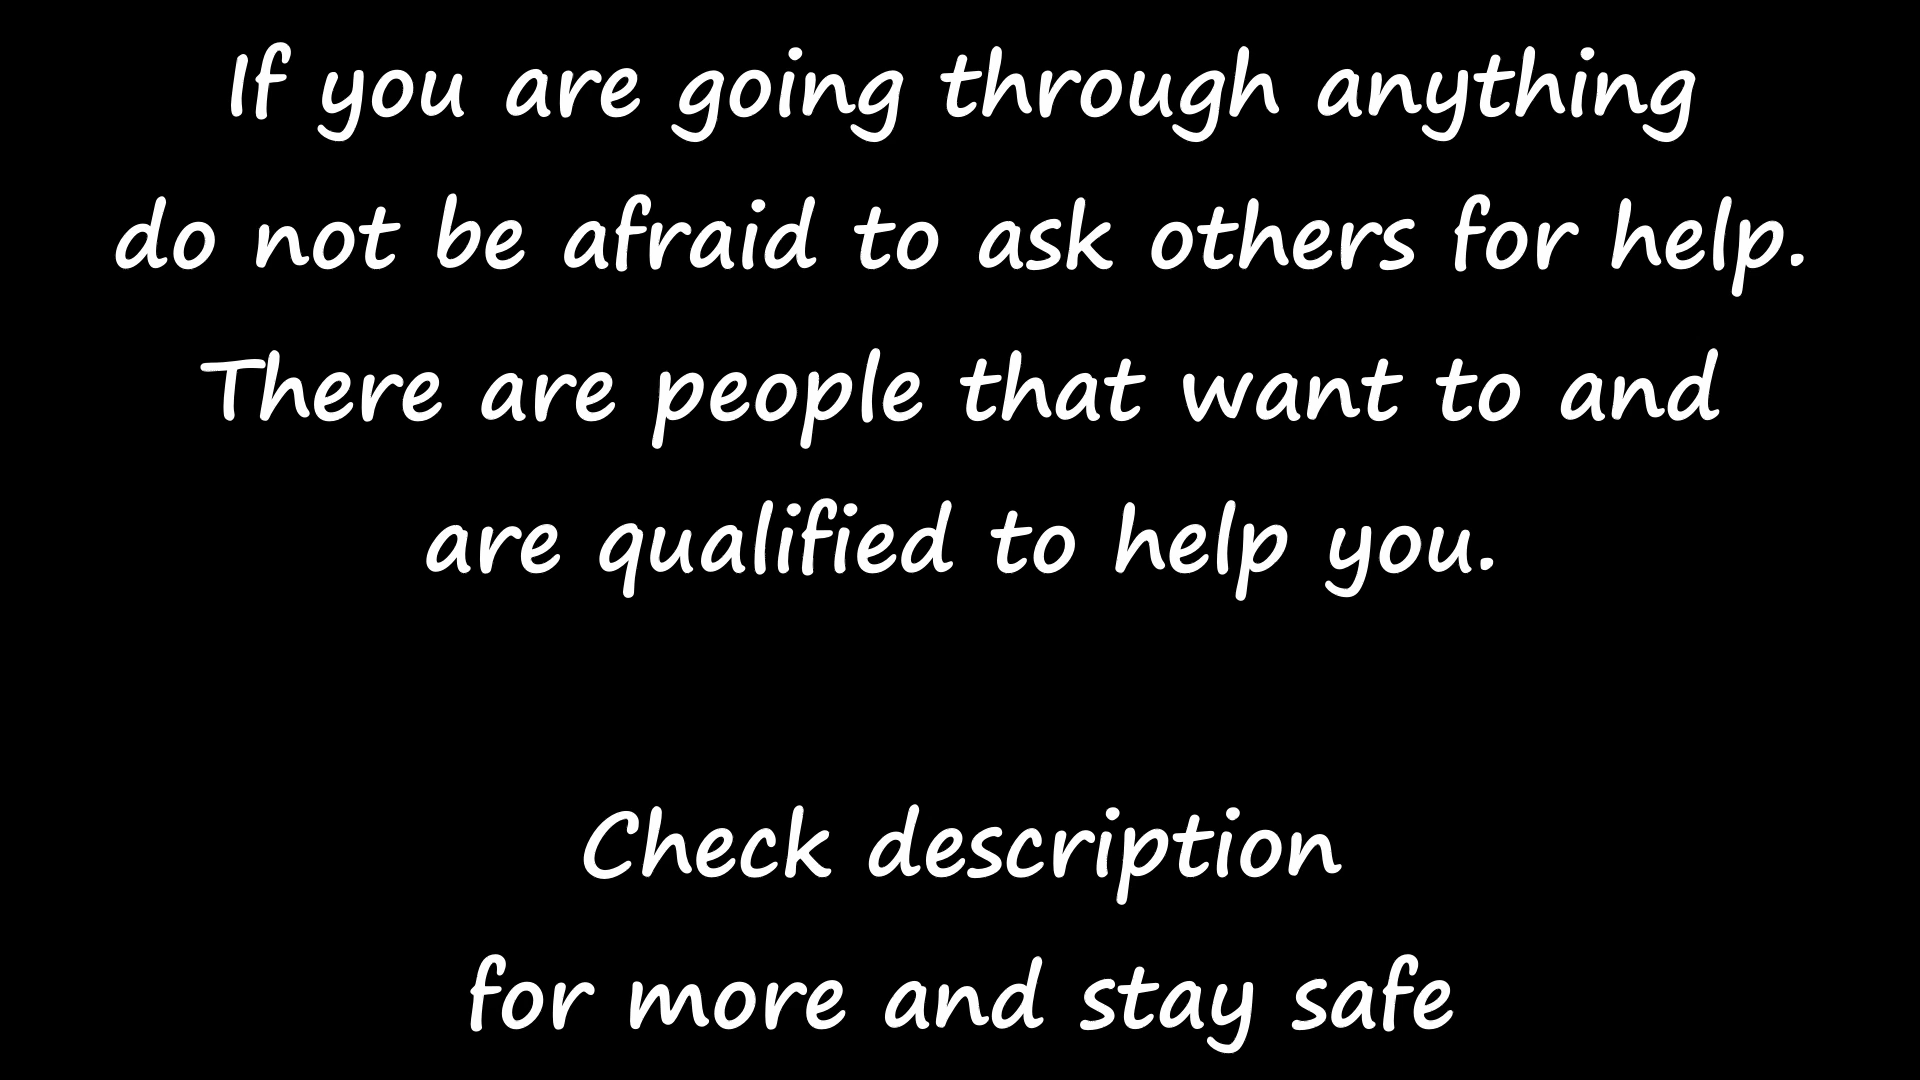 If you are going through anything
do not be afraid to ask others for help.
There are people that want to and
are qualified to help you.
Check description
for more and stay safe